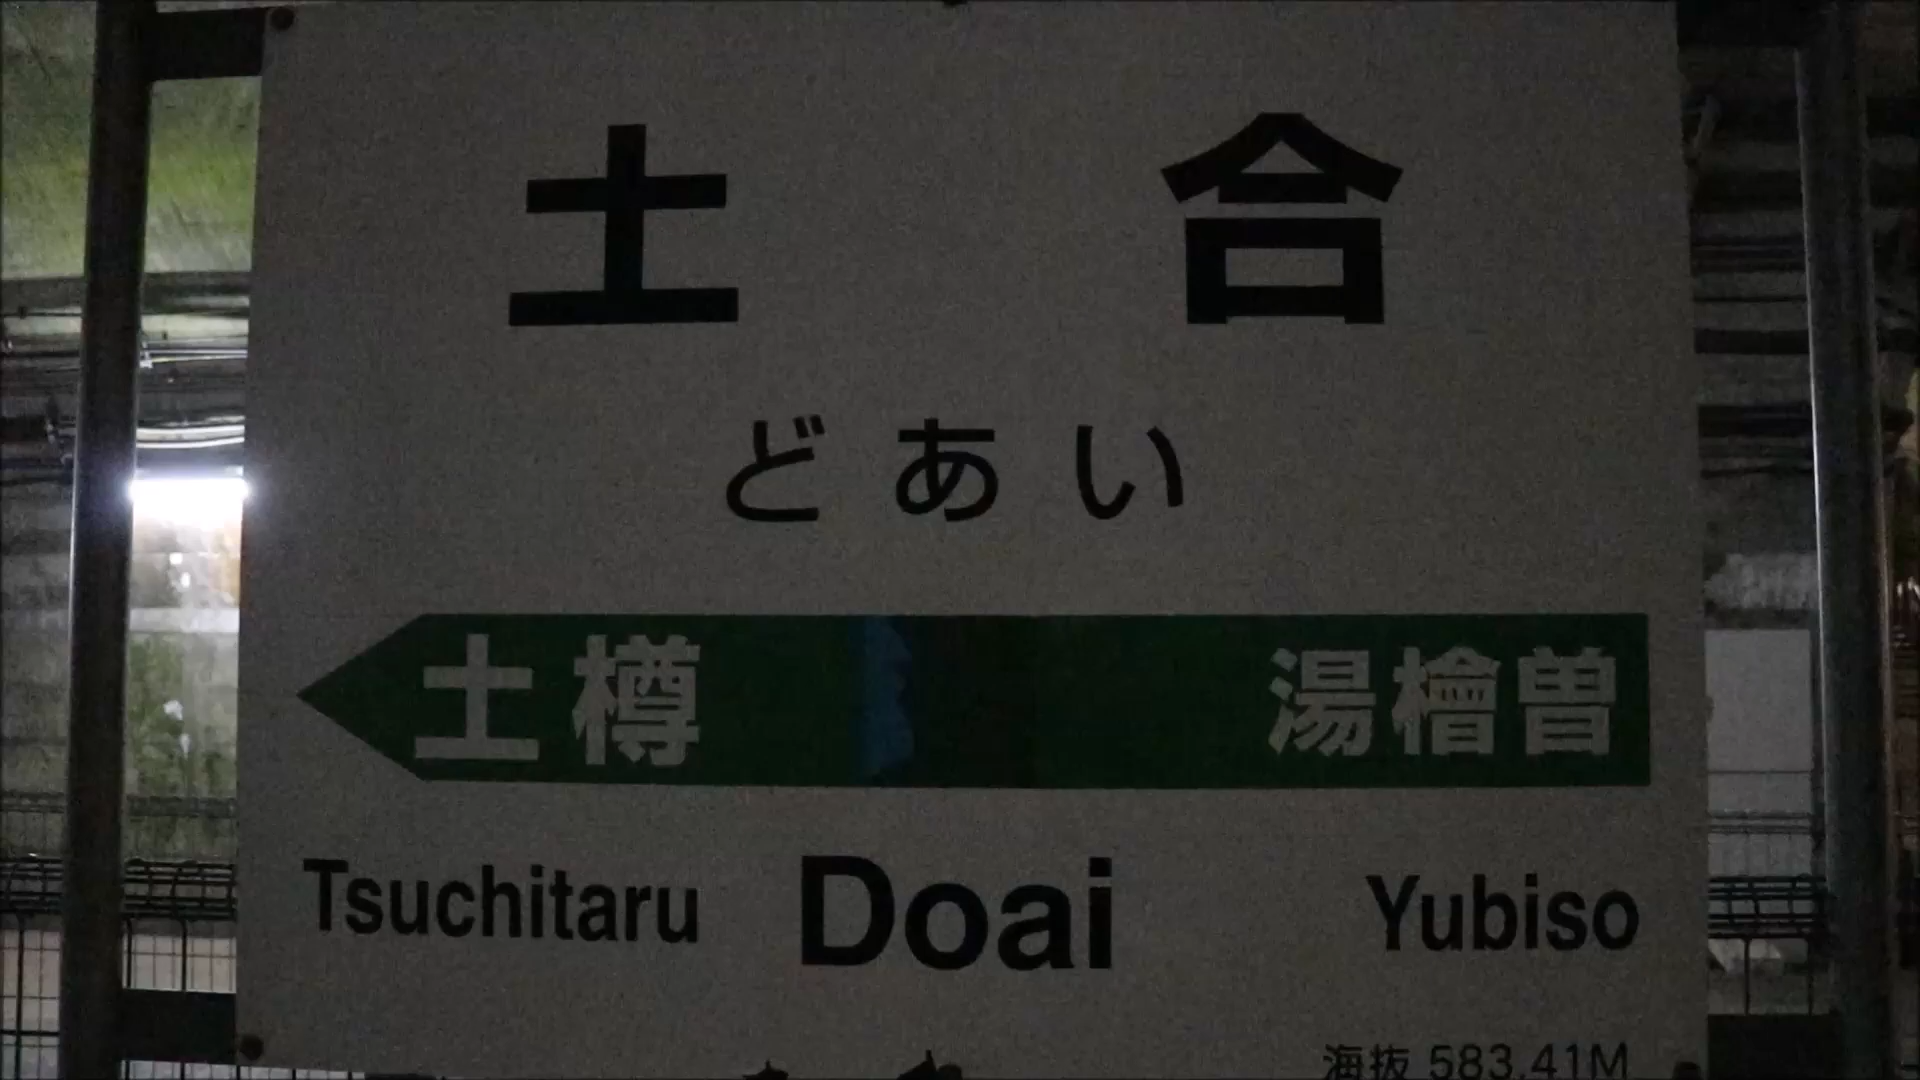 土合
どあい
土樽 湯檜曽
Tsuchitaru Doai Yubiso
海抜 583.41M